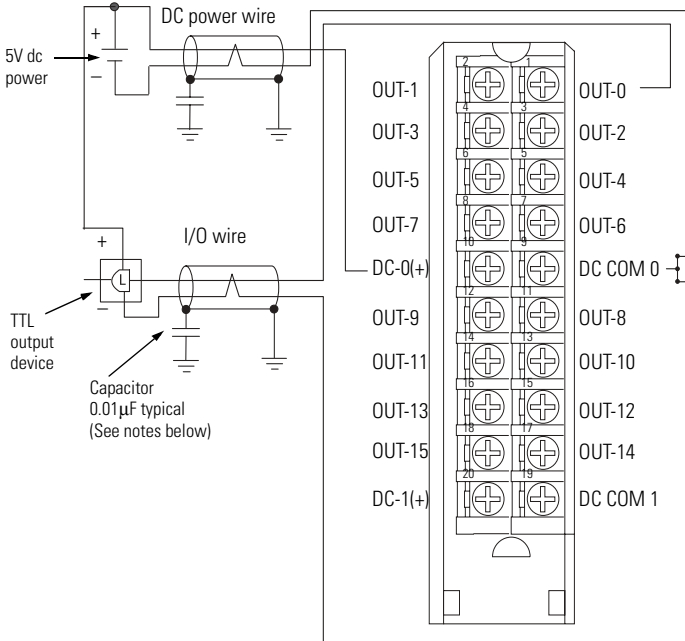 DC power wire
+
5V dc
power
−
I/O wire
+
L
−
TTL
output
device
Capacitor
0.01µF typical
(See notes below)
2 1
OUT-1 OUT-0
4 3
OUT-3 OUT-2
6 5
OUT-5 OUT-4
8 7
OUT-7 OUT-6
10 9
DC-0(+) DC COM 0
12 11
OUT-9 OUT-8
14 13
OUT-11 OUT-10
16 15
OUT-13 OUT-12
18 17
OUT-15 OUT-14
20 19
DC-1(+) DC COM 1